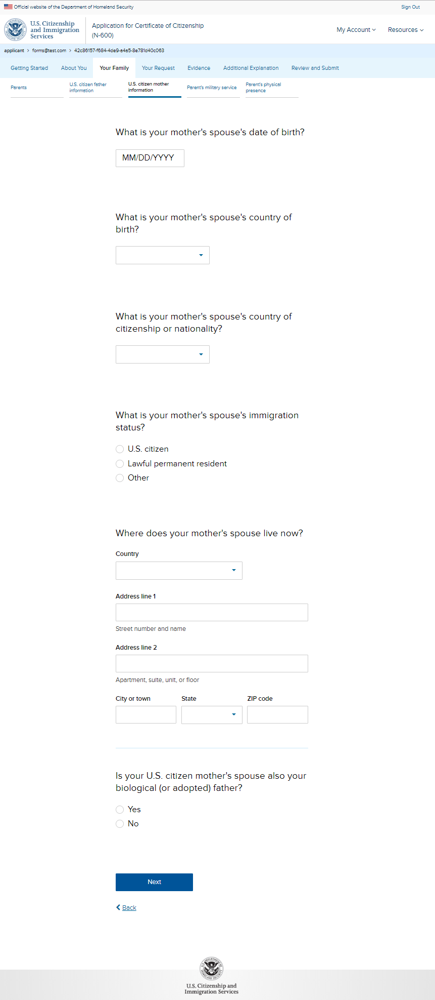 Official website of the Department of Homeland Security
Sign Out
U.S. Citizenship
and Immigration
Services
Application for Certificate of Citizenship
(N-600)
My Account
Resources
applicant > forms@test.com > 42c86157-f684-4de9-a4a5-8e781d40c063
Getting Started About You Your Family Your Request Evidence Additional Explanation Review and Submit
Parents
U.S. citizen father
information
U.S. citizen mother
information
Parent's military service
Parent's physical
presence
What is your mother's spouse's date of birth?
MM/DD/YYYY
What is your mother's spouse's country of
birth?
What is your mother's spouse's country of
citizenship or nationality?
What is your mother's spouse's immigration
status?
U.S. citizen
Lawful permanent resident
Other
Where does your mother's spouse live now?
Country
Address line 1
Street number and name
Address line 2
Apartment, suite, unit, or floor
City or town State ZIP code
Is your U.S. citizen mother's spouse also your
biological (or adopted) father?
Yes
No
Next
Back
U.S. Citizenship and
Immigration Services